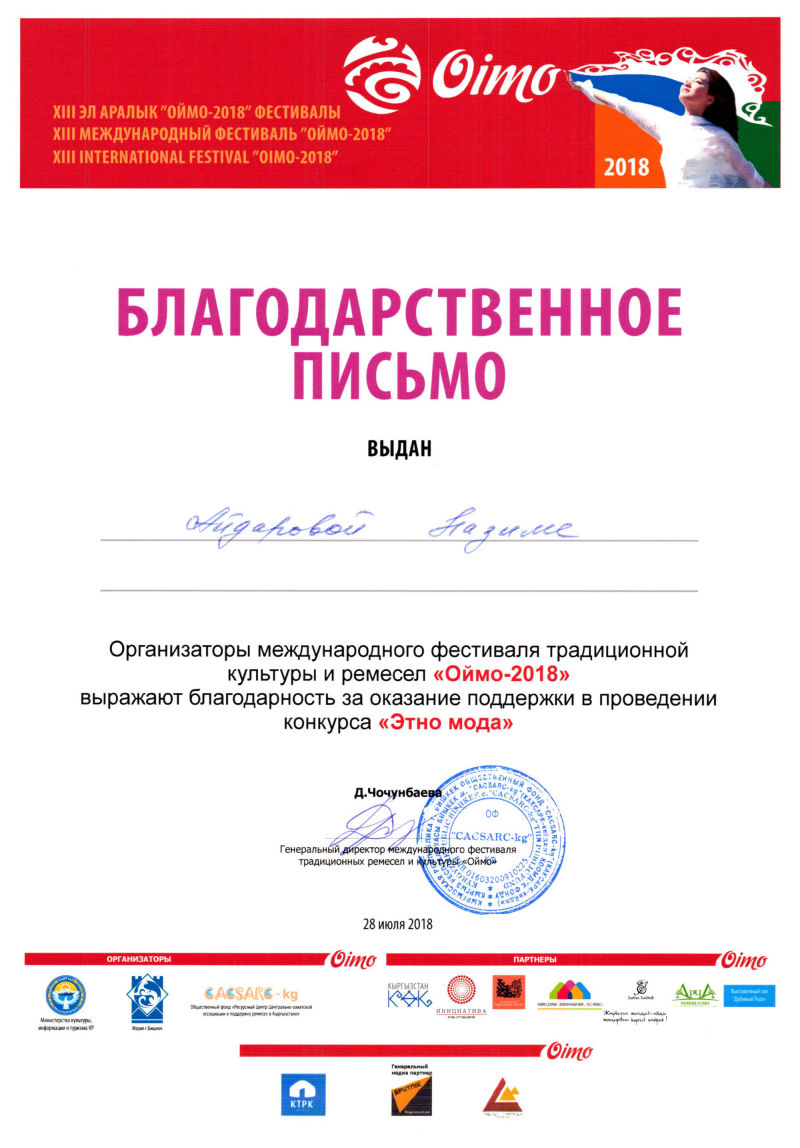 Oimo
XIII ЭЛ АРАЛЫК "ОЙМО-2018" ФЕСТИВАЛЫ
XIII МЕЖДУНАРОДНЫЙ ФЕСТИВАЛЬ "ОЙМО-2018"
XIII INTERNATIONAL FESTIVAL "OIMO-2018"
2018
БЛАГОДАРСТВЕННОЕ
ПИСЬМО
ВЫДАН
Айдаровой Назиме
Организаторы международного фестиваля традиционной
культуры и ремесел «Оймо-2018»
выражают благодарность за оказание поддержки в проведении
конкурса «Этно мода»
Д.Чочунбаева
ОФ
"CACSARC-kg"
Генеральный директор международного фестиваля
традиционных ремесел и культуры «Оймо»
28 июля 2018
ОРГАНИЗАТОРЫ
Oimo
ПАРТНЕРЫ
Oimo
Министерство культуры,
информации и туризма КР
Мэрия г.Бишкек
CACSARC-kg
Общественный фонд «Ресурсный Центр Центрально-азиатской
ассоциации в поддержку ремесел в Кыргызстане»
КЫРГЫЗСТАН
ИНИЦИАТИВА
АрчА
Выставочный зал
"Дубовый Парк"
Oimo
КТРК
Генеральный
медиа партнер
SPUTNIK